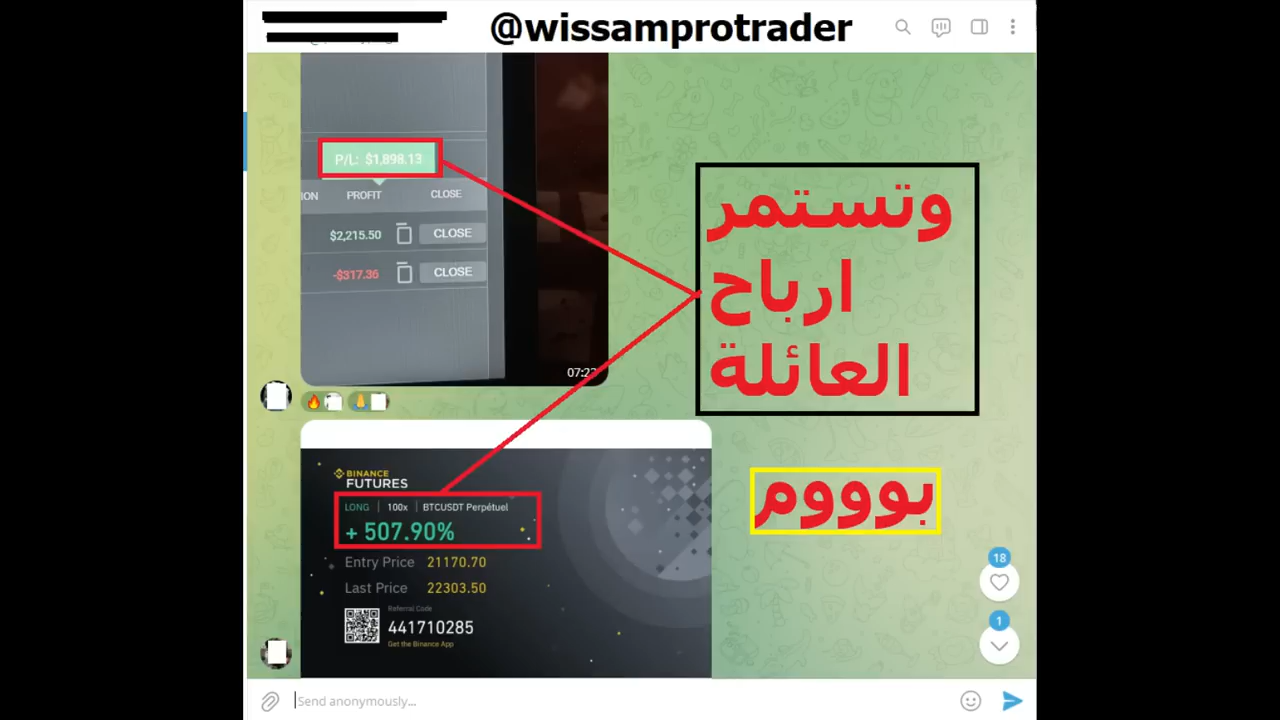 @wissamprotrader
P/L: $1,898.13
ION PROFIT CLOSE
$2,215.50 CLOSE
-$317.36 CLOSE
07:23
وتستمر
ارباح
العائلة
بوووم
BINANCE
FUTURES
LONG | 100x | BTCUSDT Perpétuel
+ 507.90%
Entry Price 21170.70
Last Price 22303.50
Referral Code
441710285
Get the Binance App
18
1
Send anonymously...